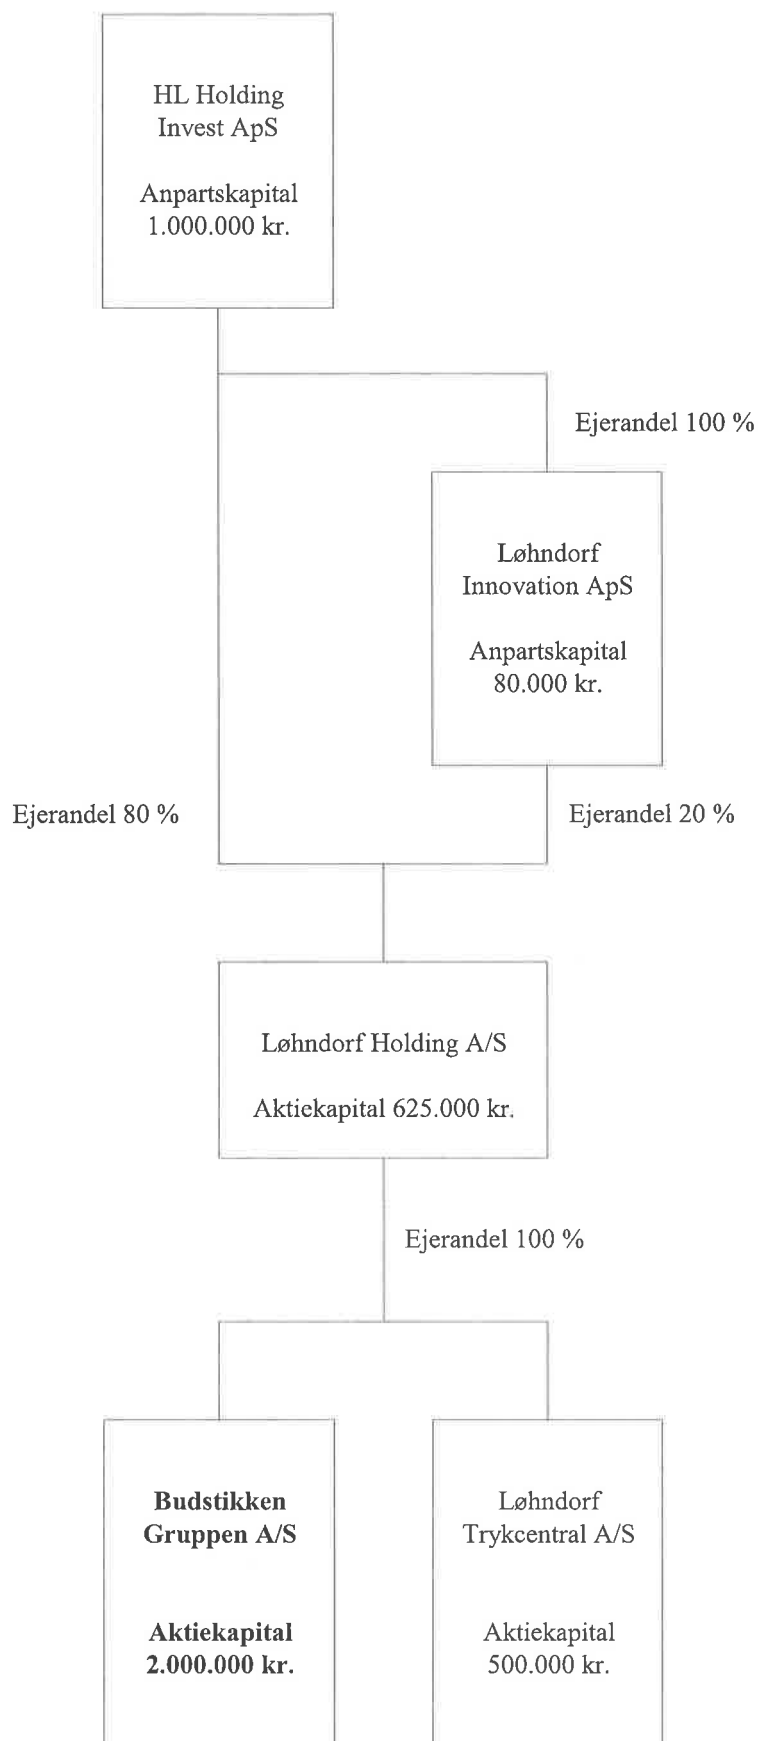 HL Holding
Invest ApS
Anpartskapital
1.000.000 kr.
Ejerandel 100 %
Løhndorf
Innovation ApS
Anpartskapital
80.000 kr.
Ejerandel 80 %
Ejerandel 20 %
Løhndorf Holding A/S
Aktiekapital 625.000 kr.
Ejerandel 100 %
Budstikken
Gruppen A/S
Aktiekapital
2.000.000 kr.
Løhndorf
Trykcentral A/S
Aktiekapital
500.000 kr.